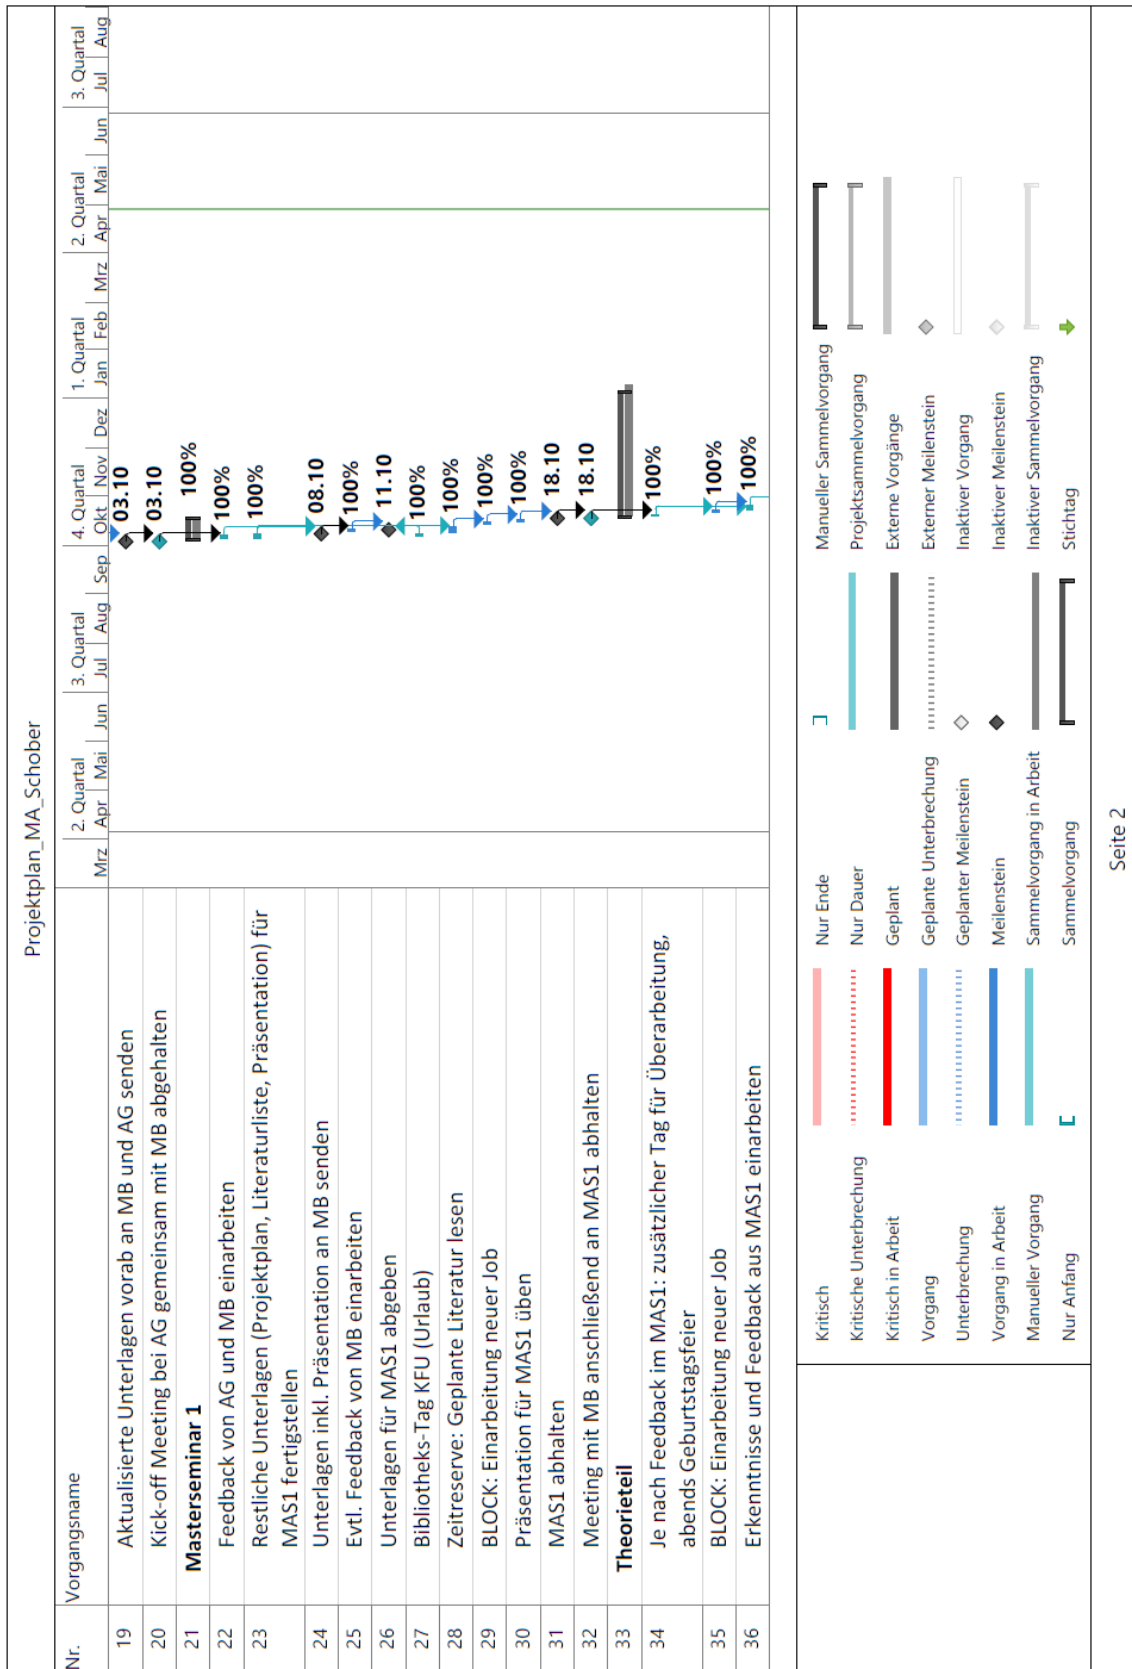 Projektplan_MA_Schober
Nr.
Vorgangsname
2. Quartal
3. Quartal
4. Quartal
1. Quartal
2. Quartal
3. Quartal
Mrz
Apr
Mai
Jun
Jul
Aug
Sep
Okt
Nov
Dez
Jan
Feb
Mrz
Apr
Mai
Jun
Jul
Aug
19
Aktualisierte Unterlagen vorab an MB und AG senden
03.10
20
Kick-off Meeting bei AG gemeinsam mit MB abgehalten
03.10
21
Masterseminar 1
100%
22
Feedback von AG und MB einarbeiten
100%
23
Restliche Unterlagen (Projektplan, Literaturliste, Präsentation) für
MAS1 fertigstellen
100%
24
Unterlagen inkl. Präsentation an MB senden
08.10
25
Evtl. Feedback von MB einarbeiten
100%
26
Unterlagen für MAS1 abgeben
11.10
27
Bibliotheks-Tag KFU (Urlaub)
100%
28
Zeitreserve: Geplante Literatur lesen
100%
29
BLOCK: Einarbeitung neuer Job
100%
30
Präsentation für MAS1 üben
100%
31
MAS1 abhalten
18.10
32
Meeting mit MB anschließend an MAS1 abhalten
18.10
33
Theorieteil
34
Je nach Feedback im MAS1: zusätzlicher Tag für Überarbeitung,
abends Geburtstagsfeier
100%
35
BLOCK: Einarbeitung neuer Job
100%
36
Erkenntnisse und Feedback aus MAS1 einarbeiten
100%
Kritisch
Kritische Unterbrechung
Kritisch in Arbeit
Vorgang
Unterbrechung
Vorgang in Arbeit
Manueller Vorgang
Nur Anfang
Nur Ende
Nur Dauer
Geplant
Geplante Unterbrechung
Geplanter Meilenstein
Meilenstein
Sammelvorgang in Arbeit
Sammelvorgang
Manueller Sammelvorgang
Projektsammelvorgang
Externe Vorgänge
Externer Meilenstein
Inaktiver Vorgang
Inaktiver Meilenstein
Inaktiver Sammelvorgang
Stichtag
Seite 2